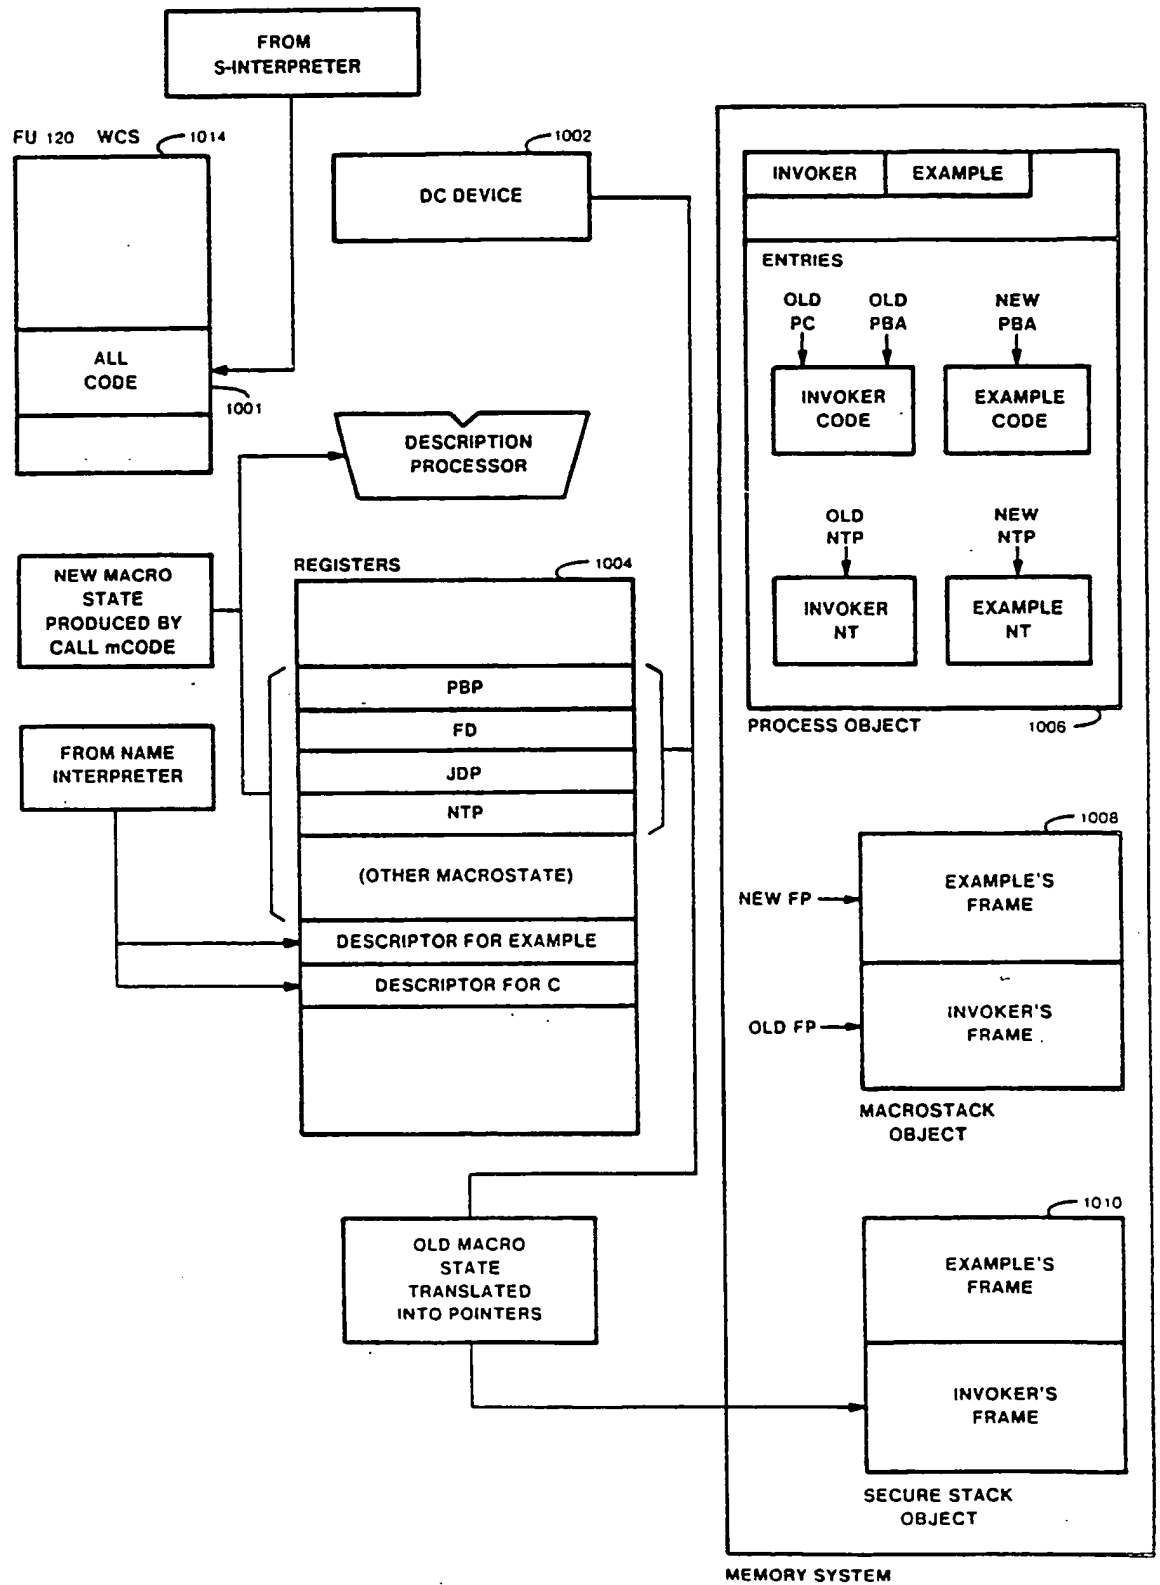 FROM
S-INTERPRETER
FU 120 WCS 1014
ALL
CODE
1001
1002
DC DEVICE
DESCRIPTION
PROCESSOR
NEW MACRO
STATE
PRODUCED BY
CALL mCODE
FROM NAME
INTERPRETER
REGISTERS
1004
PBP
FD
JDP
NTP
(OTHER MACROSTATE)
DESCRIPTOR FOR EXAMPLE
DESCRIPTOR FOR C
OLD MACRO
STATE
TRANSLATED
INTO POINTERS
INVOKER
EXAMPLE
ENTRIES
OLD
PC
OLD
PBA
NEW
PBA
INVOKER
CODE
EXAMPLE
CODE
OLD
NTP
NEW
NTP
INVOKER
NT
EXAMPLE
NT
PROCESS OBJECT
1006
1008
NEW FP
EXAMPLE'S
FRAME
OLD FP
INVOKER'S
FRAME
MACROSTACK
OBJECT
1010
EXAMPLE'S
FRAME
INVOKER'S
FRAME
SECURE STACK
OBJECT
MEMORY SYSTEM